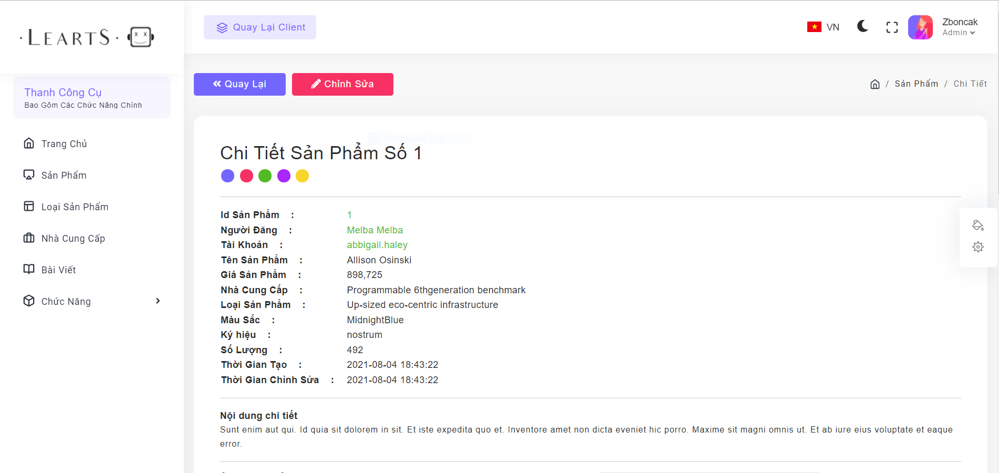 · LEARTS ·
Quay Lại Client
VN
Zboncak
Admin
Thanh Công Cụ
Bao Gôm Các Chức Năng Chính
Trang Chủ
Sản Phẩm
Loại Sản Phẩm
Nhà Cung Cấp
Bài Viết
Chức Năng
Quay Lại
Chỉnh Sửa
/ Sản Phẩm / Chi Tiết
Rectangular Snip
Chi Tiết Sản Phẩm Số 1
Id Sản Phẩm : 1
Người Đăng : Melba Melba
Tài Khoản : abbigail.haley
Tên Sản Phẩm : Allison Osinski
Giá Sản Phẩm : 898,725
Nhà Cung Cấp : Programmable 6thgeneration benchmark
Loại Sản Phẩm : Up-sized eco-centric infrastructure
Màu Sắc : MidnightBlue
Ký hiệu : nostrum
Số Lượng : 492
Thời Gian Tạo : 2021-08-04 18:43:22
Thời Gian Chỉnh Sửa : 2021-08-04 18:43:22
Nội dung chi tiết
Sunt enim aut qui. Id quia sit dolorem in sit. Et iste expedita quo et. Inventore amet non dicta eveniet hic porro. Maxime sit magni omnis ut. Et ab iure eius voluptate et eaque
error.